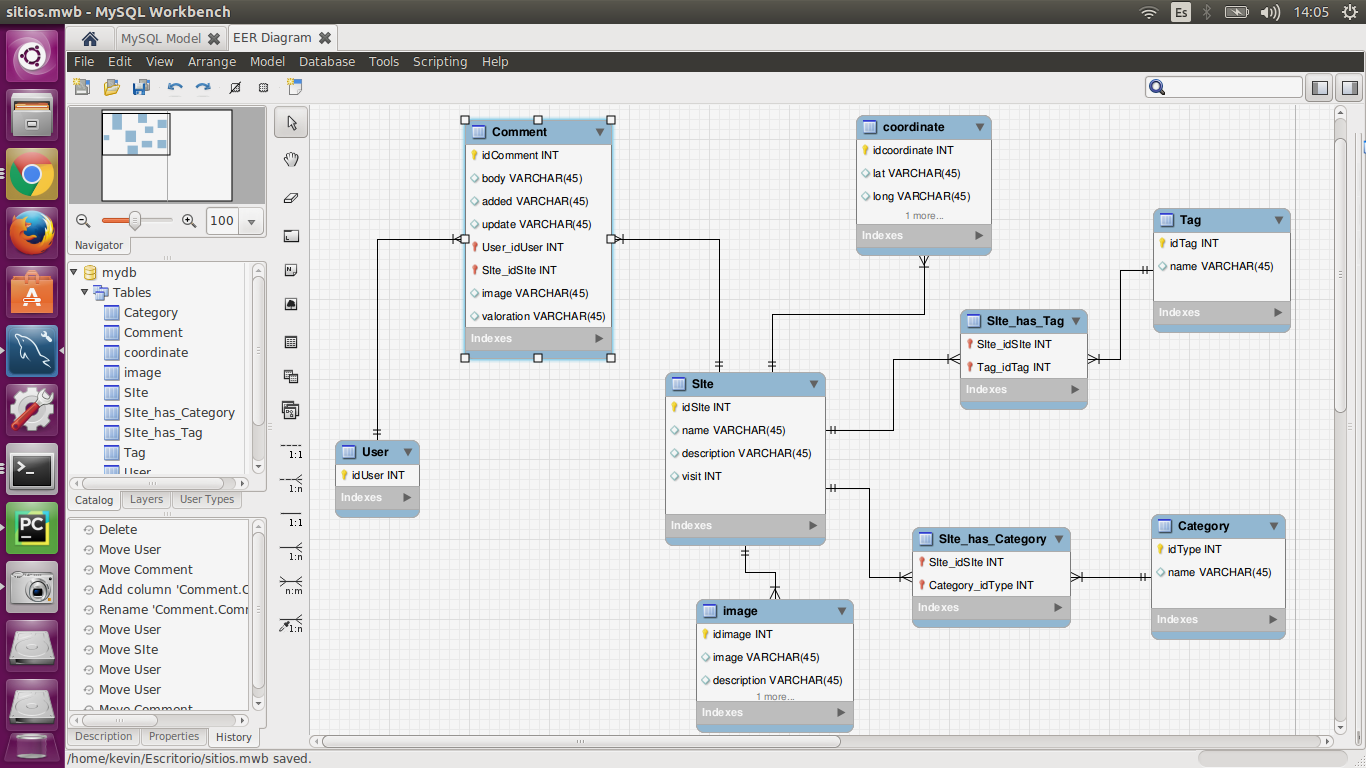 sitios.mwb - MySQL Workbench
Es
14:05
MySQL Model
EER Diagram
File Edit View Arrange Model Database Tools Scripting Help
100
Navigator
mydb
Tables
Category
Comment
coordinate
image
SIte
SIte_has_Category
SIte_has_Tag
Tag
User
Catalog Layers User Types
Delete
Move User
Move Comment
Add column 'Comment.C
Rename 'Comment.Comr
Move User
Move SIte
Move User
Move User
Move Comment
Description Properties History
/home/kevin/Escritorio/sitios.mwb saved.
1:1
1:n
1:1
1:n
n:m
1:n
Comment
idComment INT
body VARCHAR(45)
added VARCHAR(45)
update VARCHAR(45)
User_idUser INT
SIte_idSIte INT
image VARCHAR(45)
valoration VARCHAR(45)
Indexes
coordinate
idcoordinate INT
lat VARCHAR(45)
long VARCHAR(45)
1 more...
Indexes
Tag
idTag INT
name VARCHAR(45)
Indexes
SIte_has_Tag
SIte_idSIte INT
Tag_idTag INT
Indexes
SIte
idSIte INT
name VARCHAR(45)
description VARCHAR(45)
visit INT
Indexes
User
idUser INT
Indexes
SIte_has_Category
SIte_idSIte INT
Category_idType INT
Indexes
Category
idType INT
name VARCHAR(45)
Indexes
image
idimage INT
image VARCHAR(45)
description VARCHAR(45)
1 more...
Indexes
PC